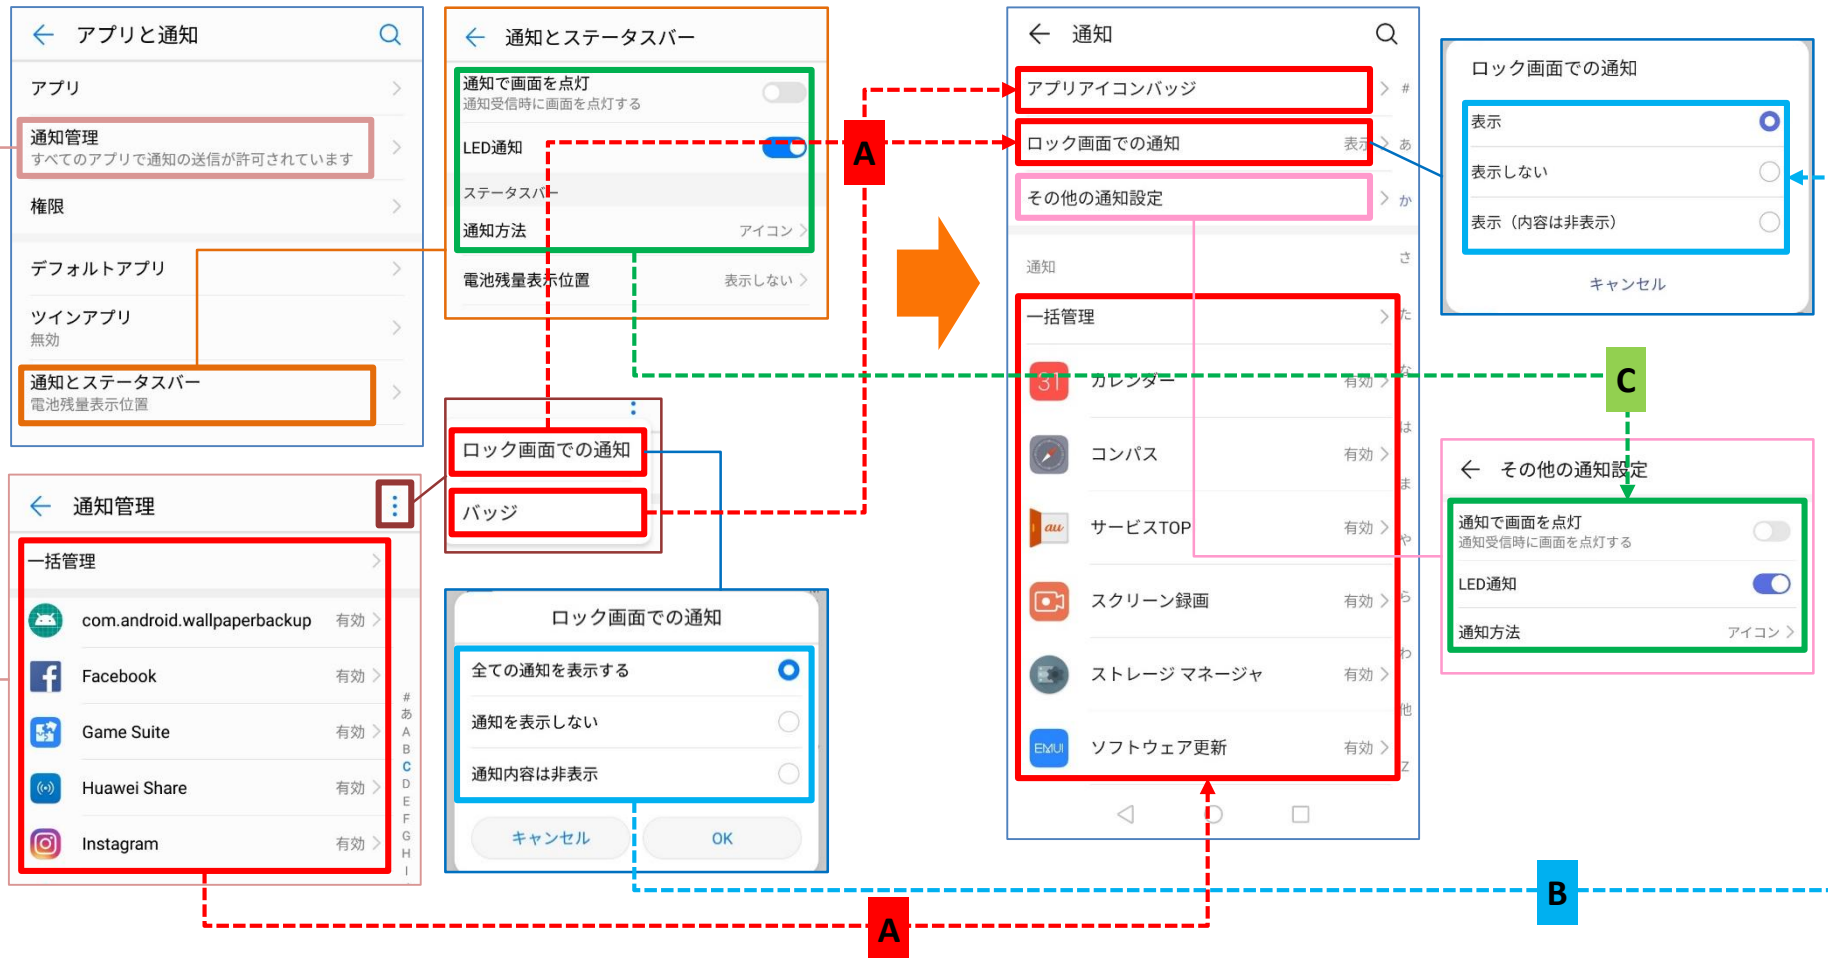 アプリと通知
アプリ
通知管理
すべてのアプリで通知の送信が許可されています
権限
デフォルトアプリ
ツインアプリ
無効
通知とステータスバー
電池残量表示位置
通知とステータスバー
通知で画面を点灯
通知受信時に画面を点灯する
LED通知
ステータスバー
通知方法
アイコン
電池残量表示位置
表示しない
通知管理
一括管理
com.android.wallpaperbackup 有効
Facebook 有効
Game Suite 有効
Huawei Share 有効
Instagram 有効
#
あ
A
B
C
D
E
F
G
H
I
ロック画面での通知
バッジ
ロック画面での通知
全ての通知を表示する
通知を表示しない
通知内容は非表示
キャンセル OK
A
A
通知
アプリアイコンバッジ
ロック画面での通知 表示
その他の通知設定
通知
一括管理
31 カレンダー 有効
コンパス 有効
au サービスTOP 有効
スクリーン録画 有効
ストレージ マネージャ 有効
EMUI ソフトウェア更新 有効
#
あ
か
さ
た
な
は
ま
や
ら
わ
他
Z
ロック画面での通知
表示
表示しない
表示（内容は非表示）
キャンセル
C
その他の通知設定
通知で画面を点灯
通知受信時に画面を点灯する
LED通知
通知方法 アイコン
B